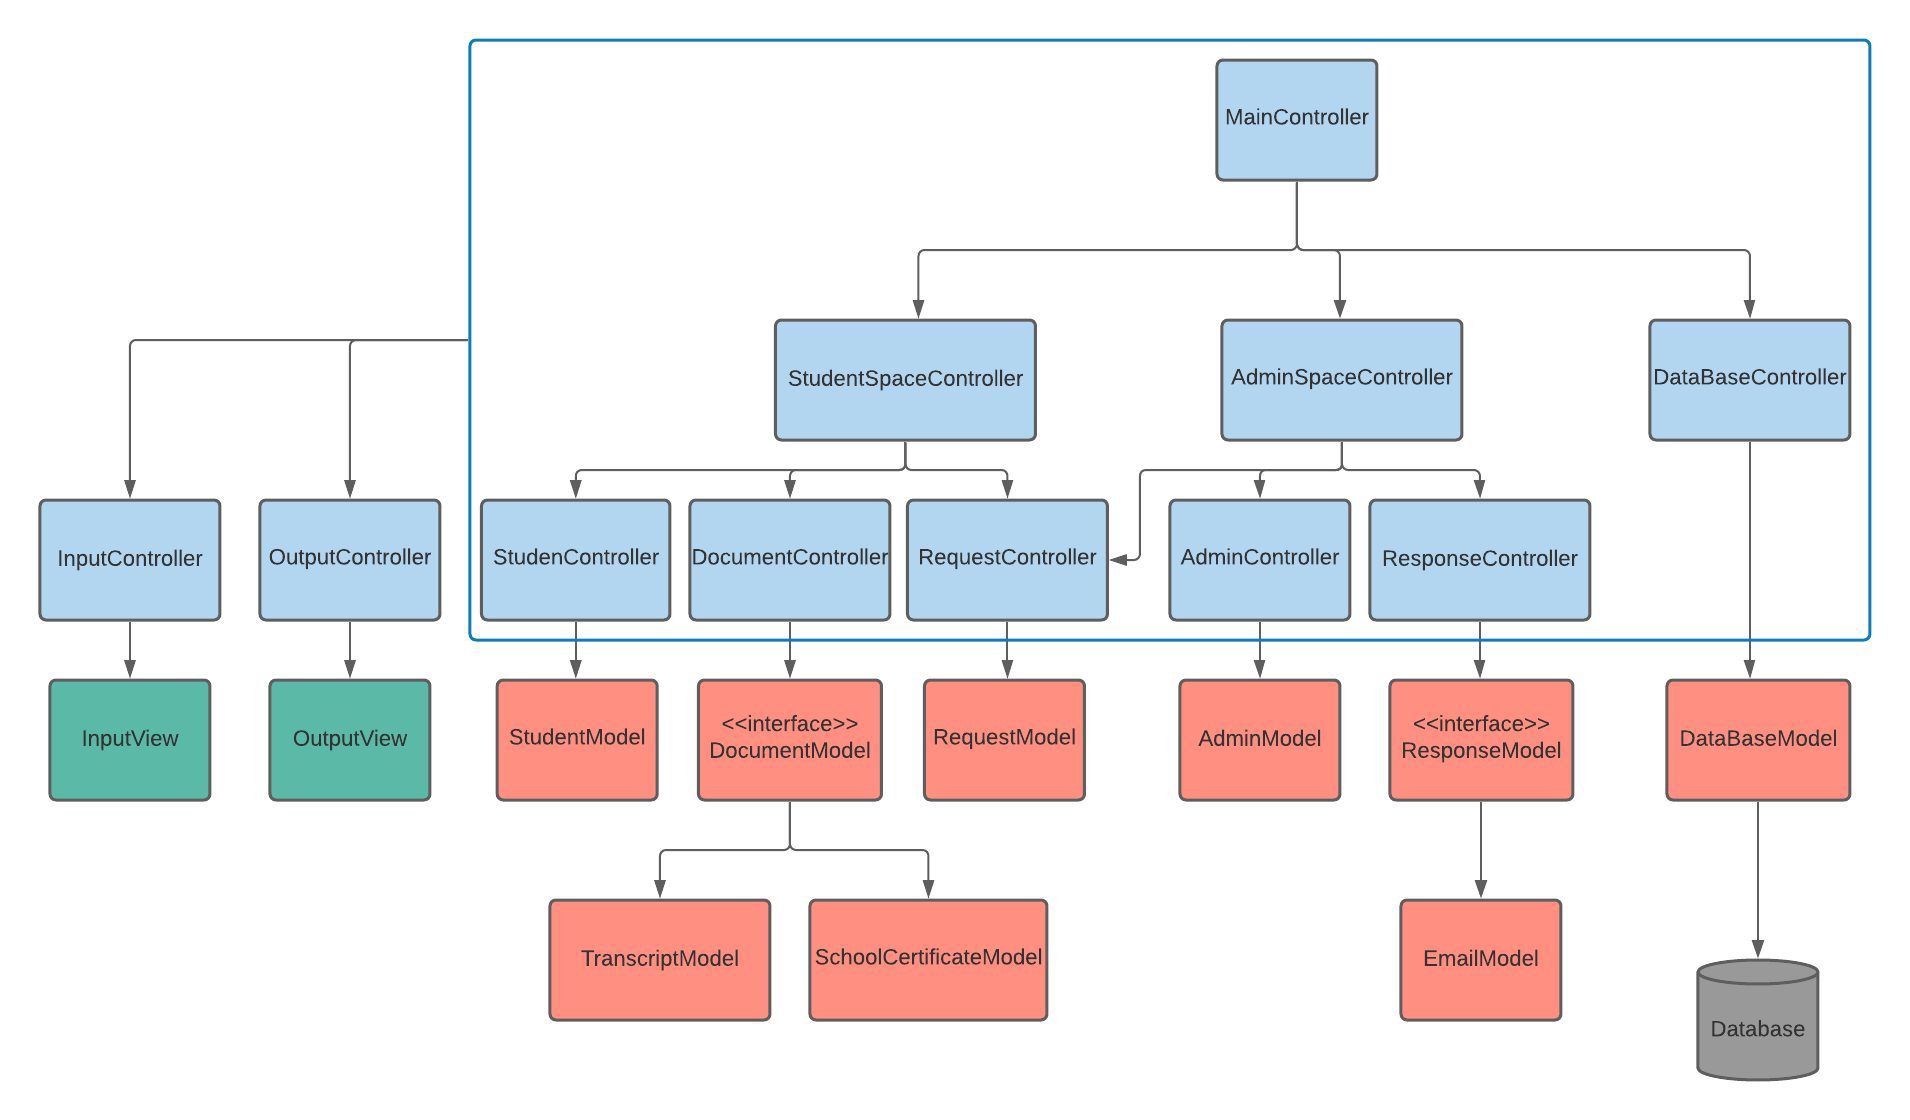 MainController
StudentSpaceController
AdminSpaceController
DataBaseController
InputController
OutputController
StudenController
DocumentController
RequestController
AdminController
ResponseController
InputView
OutputView
StudentModel
<<interface>>
DocumentModel
RequestModel
AdminModel
<<interface>>
ResponseModel
DataBaseModel
TranscriptModel
SchoolCertificateModel
EmailModel
Database